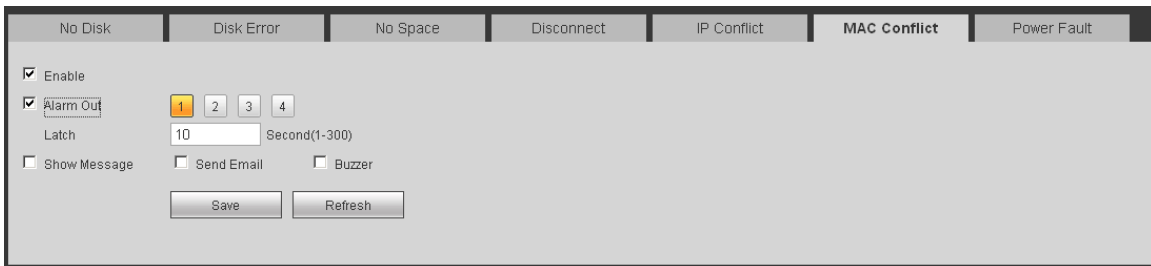 No Disk Disk Error No Space Disconnect IP Conflict MAC Conflict Power Fault
Enable
Alarm Out 1 2 3 4
Latch 10 Second(1-300)
Show Message Send Email Buzzer
Save Refresh